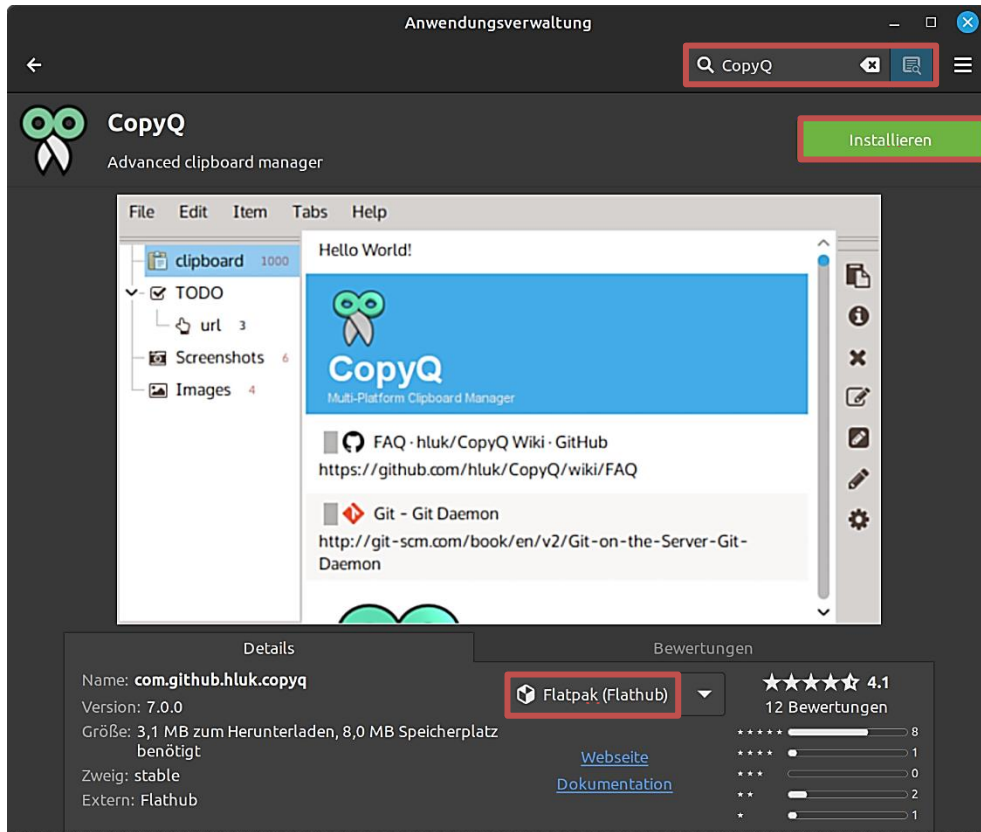 Anwendungsverwaltung
CopyQ
CopyQ
Installieren
Advanced clipboard manager
File Edit Item Tabs Help
clipboard 1000
TODO
url 3
Screenshots 6
Images 4
Hello World!
CopyQ
Multi-Platform Clipboard Manager
FAQ · hluk/CopyQ Wiki · GitHub
https://github.com/hluk/CopyQ/wiki/FAQ
Git - Git Daemon
http://git-scm.com/book/en/v2/Git-on-the-Server-Git-
Daemon
Details
Bewertungen
Name: com.github.hluk.copyq
Version: 7.0.0
Größe: 3,1 MB zum Herunterladen, 8,0 MB Speicherplatz
benötigt
Zweig: stable
Extern: Flathub
Flatpak (Flathub)
Webseite
Dokumentation
4.1
12 Bewertungen
8
1
0
2
1